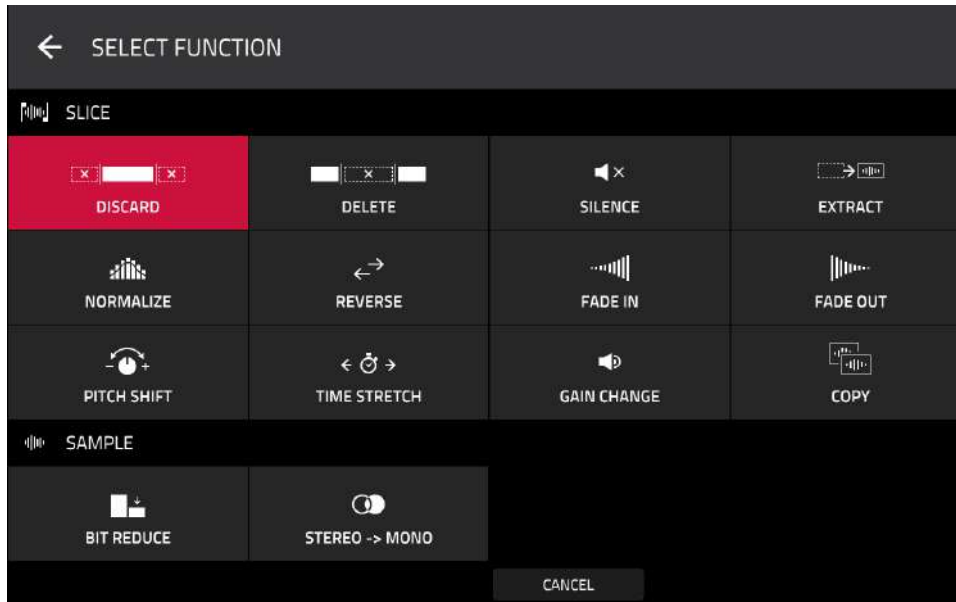 SELECT FUNCTION
SLICE
DISCARD
DELETE
SILENCE
EXTRACT
NORMALIZE
REVERSE
FADE IN
FADE OUT
PITCH SHIFT
TIME STRETCH
GAIN CHANGE
COPY
SAMPLE
BIT REDUCE
STEREO -> MONO
CANCEL